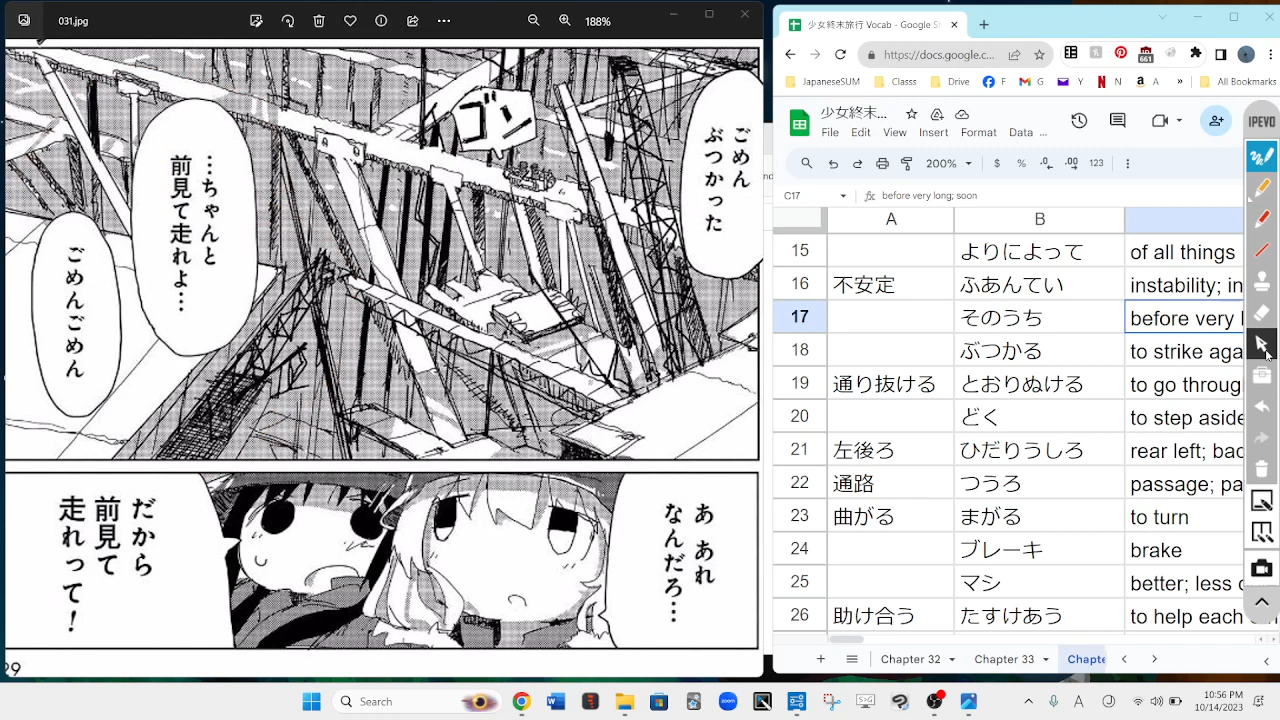 031.jpg
188%
ゴン
ごめん
ぶつかった
…ちゃんと
前見て走れよ…
ごめんごめん
あ あれ
なんだろ…
だから
前見て
走れって！
99
少女終末旅行 Vocab - Google S
https://docs.google.c...
661
JapaneseSUM
Classs
Drive
F
G
Y
N
A
»
All Bookmarks
少女終末...
File Edit View Insert Format Data ...
IPEVO
200%
$ % .0 .00 123
C17
fx before very long; soon
A B
15 よりによって of all things
16 不安定 ふあんてい instability; in
17 そのうち before very l
18 ぶつかる to strike aga
19 通り抜ける とおりぬける to go throug
20 どく to step aside
21 左後ろ ひだりうしろ rear left; bac
22 通路 つうろ passage; pa
23 曲がる まがる to turn
24 ブレーキ brake
25 マシ better; less
26 助け合う たすけあう to help each
Chapter 32
Chapter 33
Chapte
Search
zoom
10:56 PM
10/14/2023